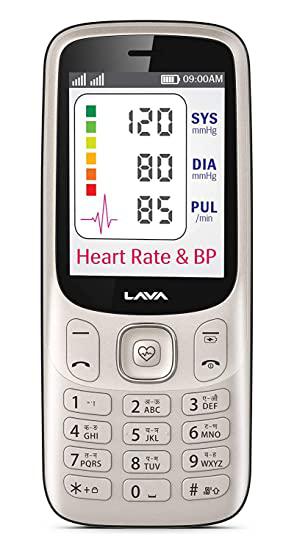 09:00AM
120 SYS
mmHg
80 DIA
mmHg
85 PUL
/min
Heart Rate & BP
LAVA
1
2 अ-अः ABC
3 DEF
4 GHI
5 JKL
6 MNO
7 PQRS
8 TUV
9 WXYZ
*+
0
#